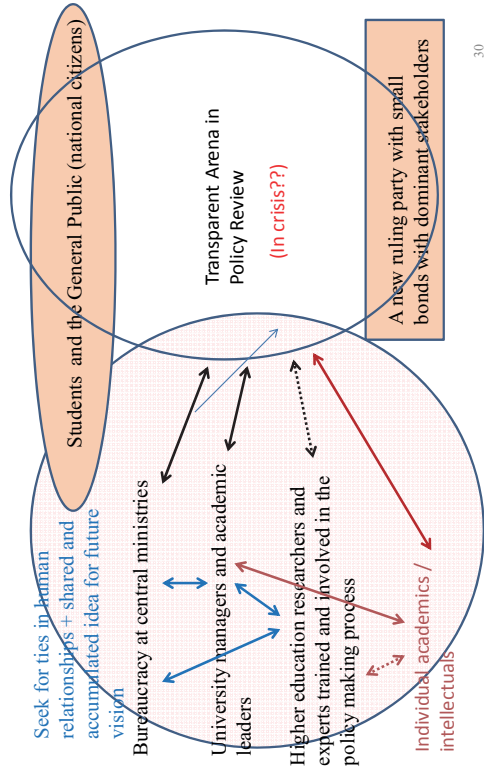 Students  and the General Public (national citizens)
Seek for ties in human
relationships + shared and
accumulated idea for future
vision
Bureaucracy at central ministries
University managers and academic
leaders
Higher education researchers and
experts trained and involved in the
policy making process
Individual academics /
intellectuals
Transparent Arena in
Policy Review
(In crisis??)
A new ruling party with small
bonds with dominant stakeholders
30